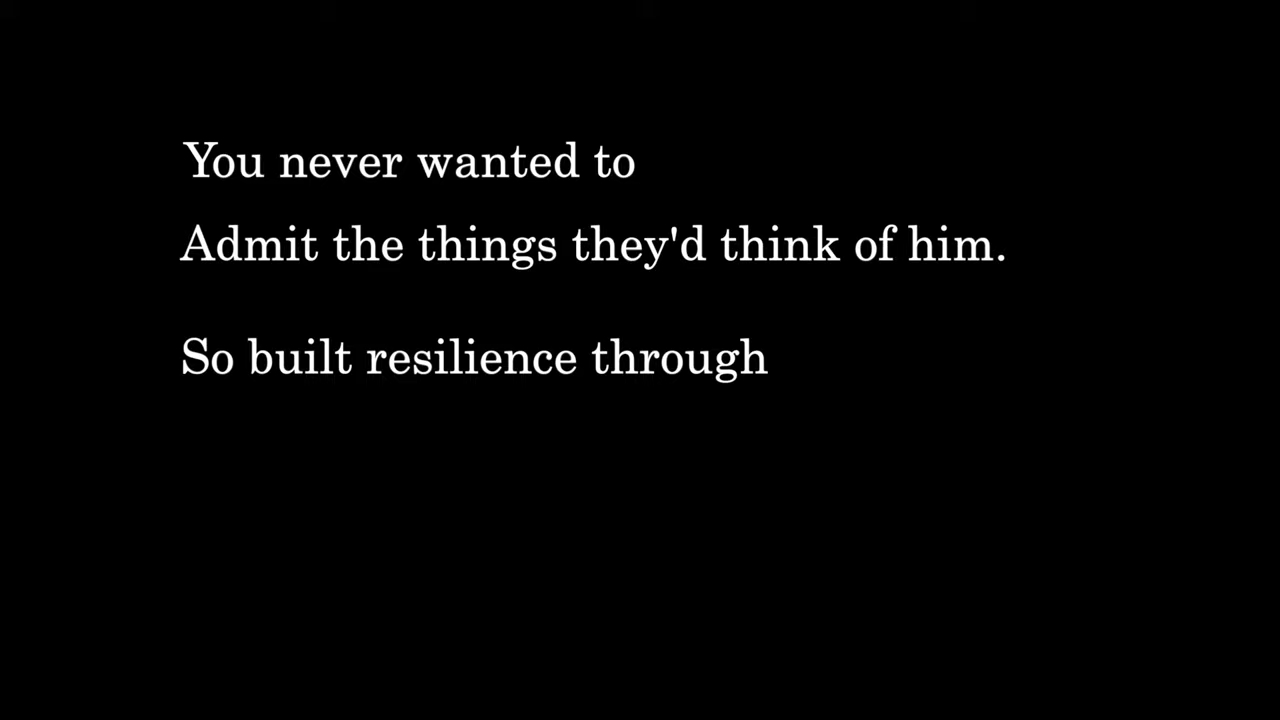 You never wanted to
Admit the things they'd think of him.
So built resilience through